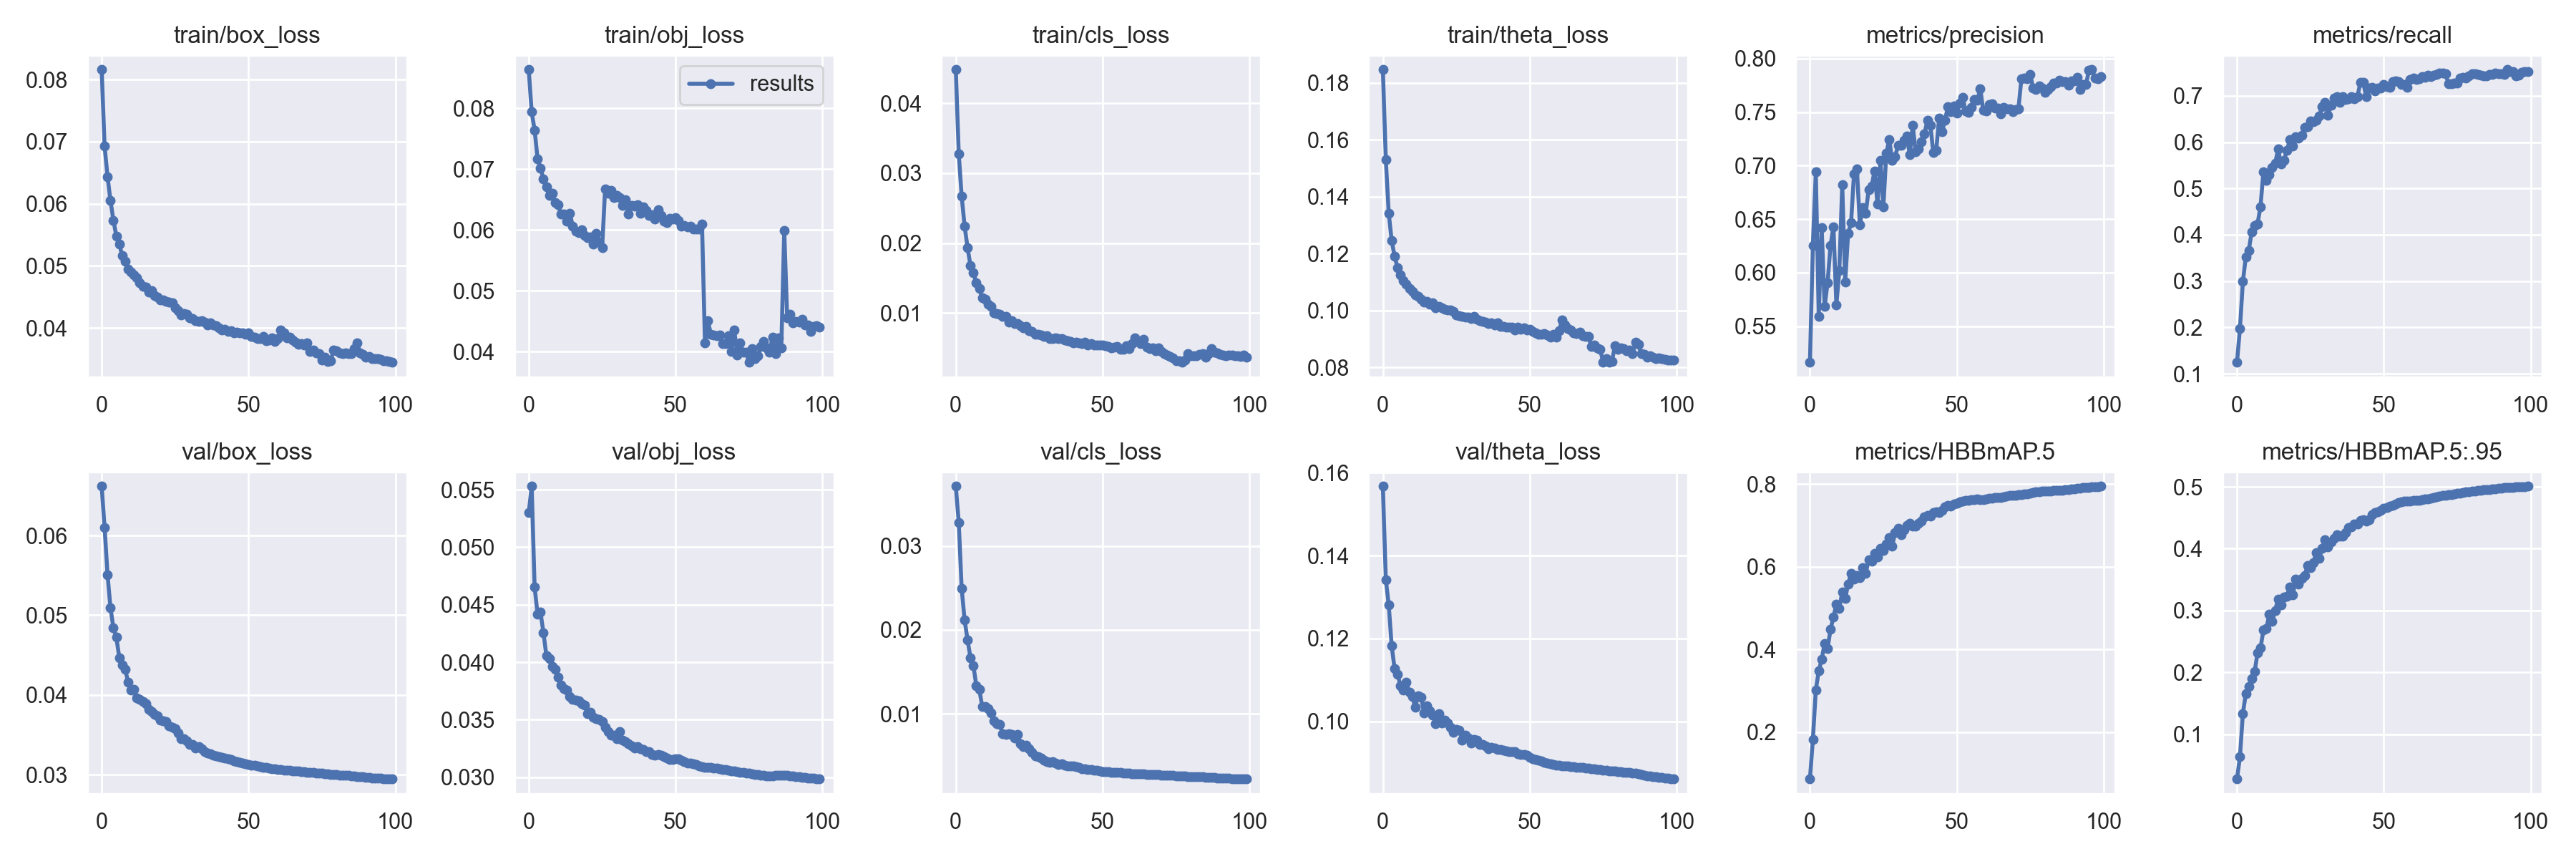 train/box_loss
train/obj_loss
train/cls_loss
train/theta_loss
metrics/precision
metrics/recall
0.08
0.07
0.06
0.05
0.04
0 50 100
results
0.08
0.07
0.06
0.05
0.04
0 50 100
0.04
0.03
0.02
0.01
0 50 100
0.18
0.16
0.14
0.12
0.10
0.08
0 50 100
0.80
0.75
0.70
0.65
0.60
0.55
0 50 100
0.7
0.6
0.5
0.4
0.3
0.2
0.1
0 50 100
val/box_loss
val/obj_loss
val/cls_loss
val/theta_loss
metrics/HBBmAP.5
metrics/HBBmAP.5:.95
0.06
0.05
0.04
0.03
0 50 100
0.055
0.050
0.045
0.040
0.035
0.030
0 50 100
0.03
0.02
0.01
0 50 100
0.16
0.14
0.12
0.10
0 50 100
0.8
0.6
0.4
0.2
0 50 100
0.5
0.4
0.3
0.2
0.1
0 50 100